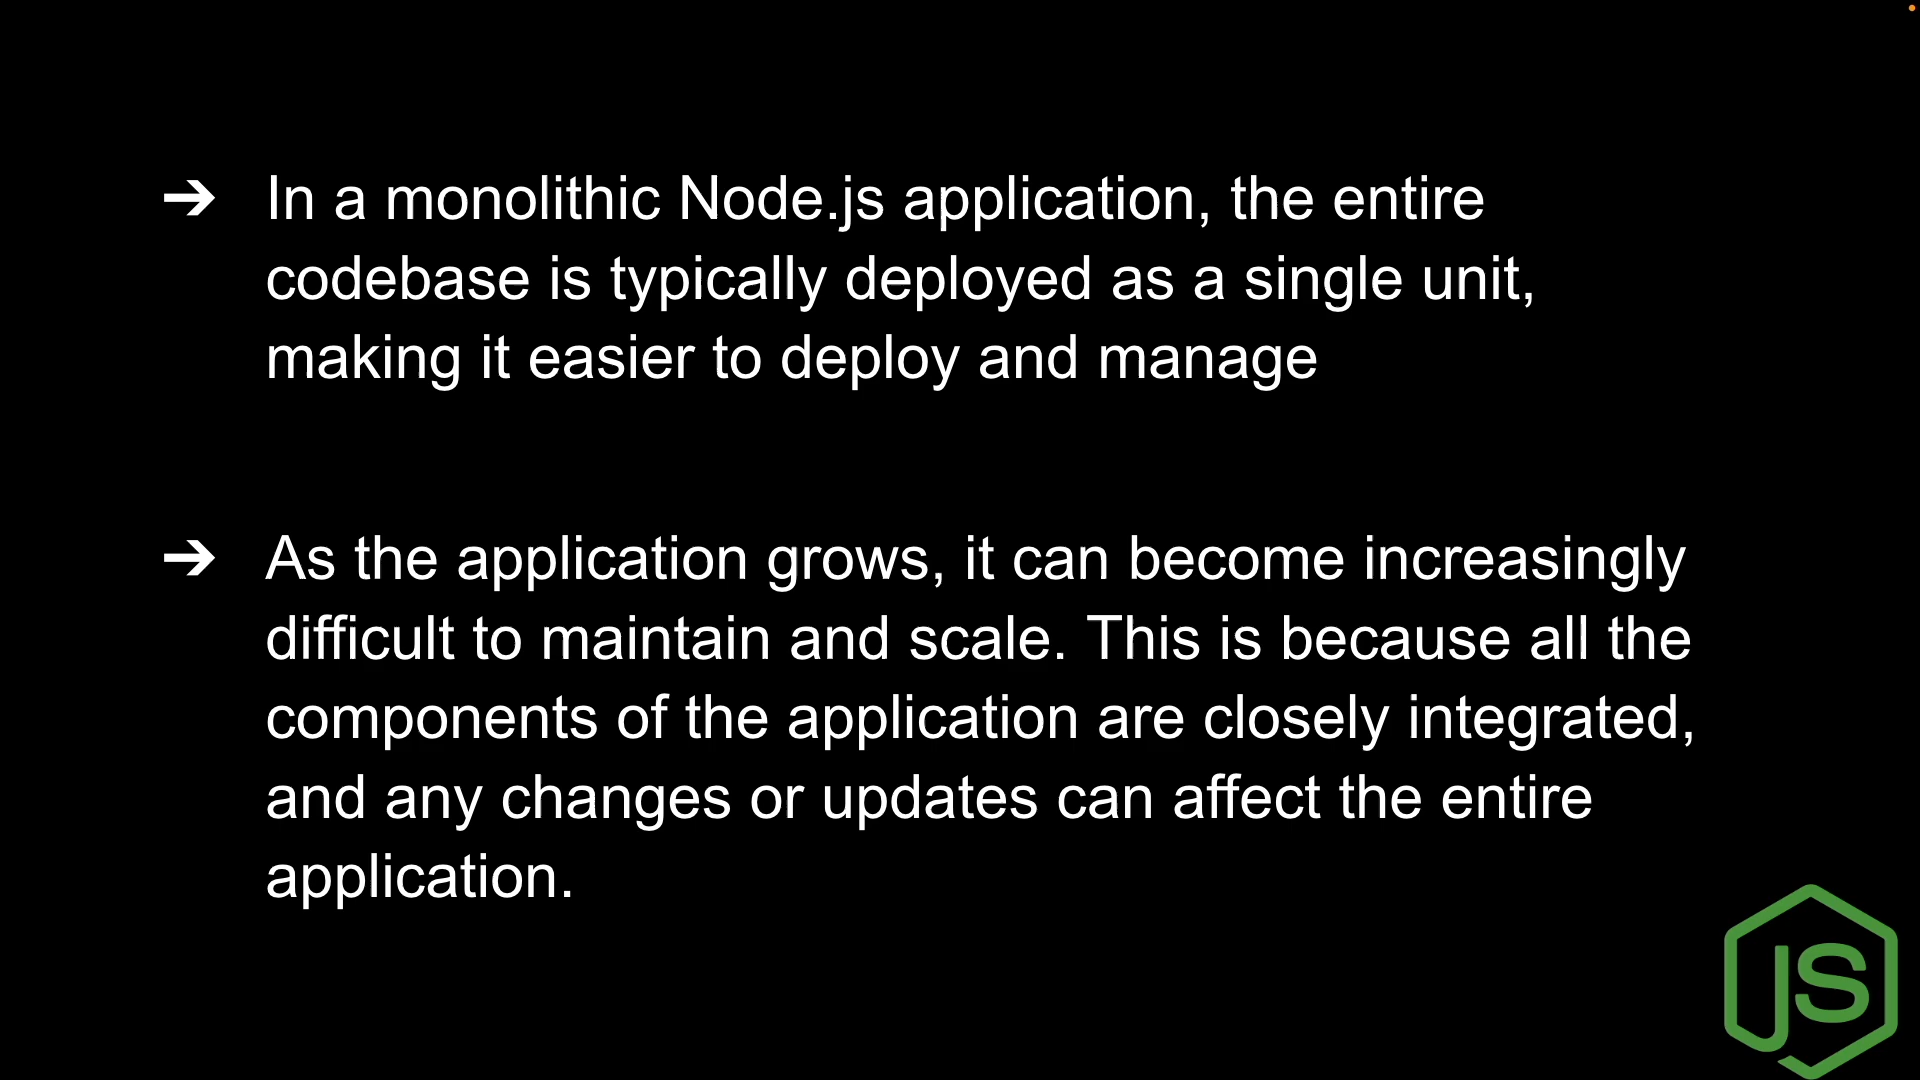 ➔ In a monolithic Node.js application, the entire
codebase is typically deployed as a single unit,
making it easier to deploy and manage
➔ As the application grows, it can become increasingly
difficult to maintain and scale. This is because all the
components of the application are closely integrated,
and any changes or updates can affect the entire
application.
JS